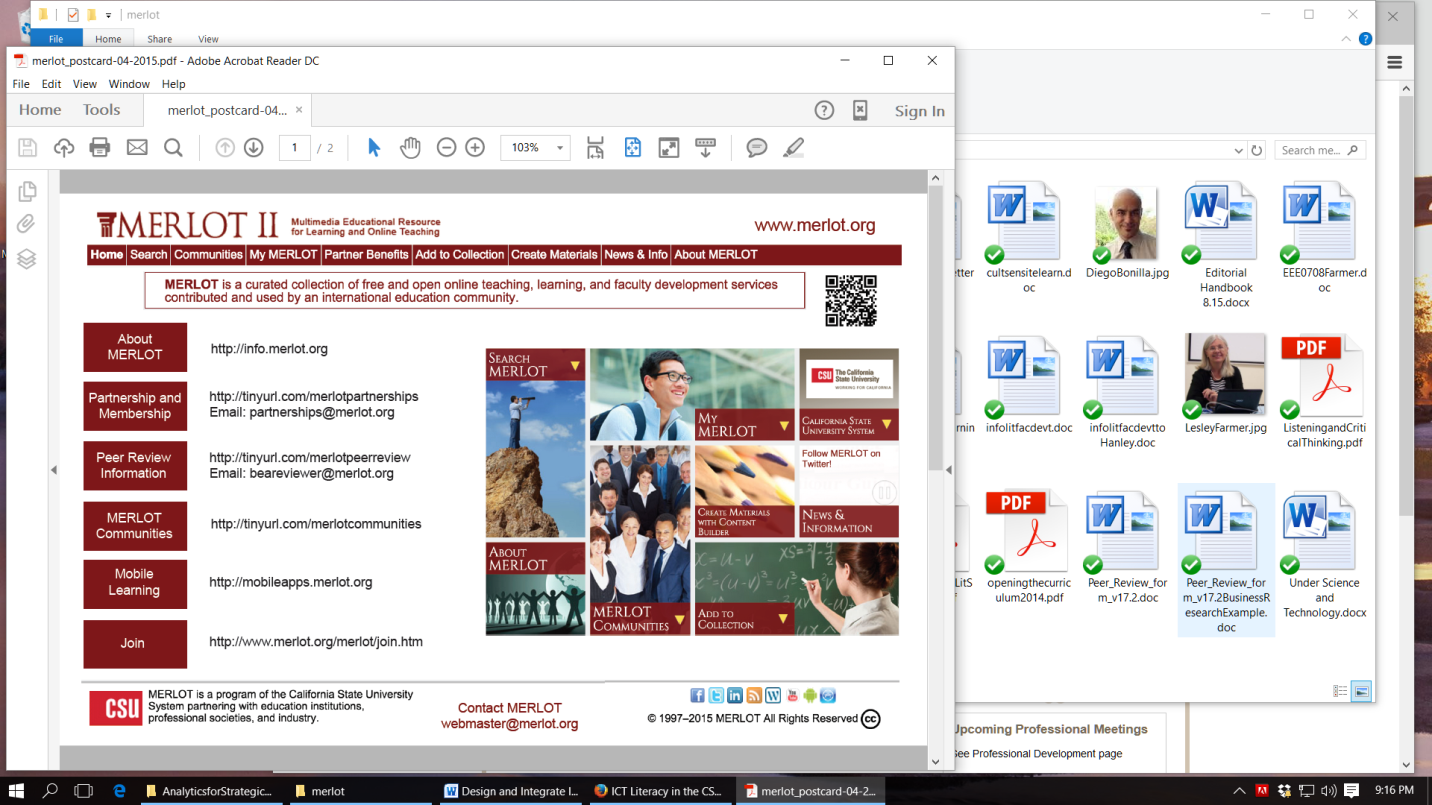 merlot
File Home Share View
merlot_postcard-04-2015.pdf - Adobe Acrobat Reader DC
File Edit View Window Help
Home Tools merlot_postcard-04... × Sign In
1 / 2 103%
Search me...
MERLOT II
Multimedia Educational Resource
for Learning and Online Teaching
www.merlot.org
Home Search Communities My MERLOT Partner Benefits Add to Collection Create Materials News & Info About MERLOT
MERLOT is a curated collection of free and open online teaching, learning, and faculty development services
contributed and used by an international education community.
About
MERLOT
http://info.merlot.org
Partnership and
Membership
http://tinyurl.com/merlotpartnerships
Email: partnerships@merlot.org
Peer Review
Information
http://tinyurl.com/merlotpeerreview
Email: beareviewer@merlot.org
MERLOT
Communities
http://tinyurl.com/merlotcommunities
Mobile
Learning
http://mobileapps.merlot.org
Join
http://www.merlot.org/merlot/join.htm
SEARCH
MERLOT
MY
MERLOT
CSU The California
State University
WORKING FOR CALIFORNIA
CALIFORNIA STATE
UNIVERSITY SYSTEM
Follow MERLOT on
Twitter!
CREATE MATERIALS
WITH CONTENT
BUILDER
NEWS &
INFORMATION
ABOUT
MERLOT
MERLOT
COMMUNITIES
ADD TO
COLLECTION
CSU
MERLOT is a program of the California State University
System partnering with education institutions,
professional societies, and industry.
Contact MERLOT
webmaster@merlot.org
© 1997–2015 MERLOT All Rights Reserved cc
cultsensitelearn.d
oc
DiegoBonilla.jpg
Editorial
Handbook
8.15.docx
EEE0708Farmer.d
oc
infolitfacdevt.doc
infolitfacdevtto
Hanley.doc
LesleyFarmer.jpg
PDF
ListeningandCriti
calThinking.pdf
PDF
openingthecurric
ulum2014.pdf
Peer_Review_for
m_v17.2.doc
Peer_Review_for
m_v17.2BusinessR
esearchExample.
doc
Under Science
and
Technology.docx
Upcoming Professional Meetings
See Professional Development page
AnalyticsforStrategic... merlot Design and Integrate I... ICT Literacy in the CS... merlot_postcard-04-2... 9:16 PM